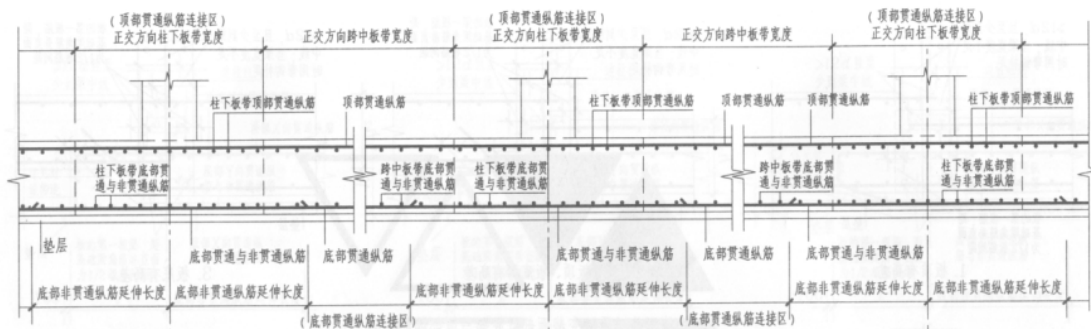 （顶部贯通纵筋连接区）
正交方向柱下板带宽度
正交方向跨中板带宽度
（顶部贯通纵筋连接区）
正交方向柱下板带宽度
正交方向跨中板带宽度
（顶部贯通纵筋连接区）
正交方向柱下板带宽度
柱下板带顶部贯通纵筋
顶部贯通纵筋
柱下板带顶部贯通纵筋
顶部贯通纵筋
顶部贯通纵筋
柱下板带顶部贯通纵筋
柱下板带底部贯
通与非贯通纵筋
跨中板带底部贯
通与非贯通纵筋
柱下板带底部贯
通与非贯通纵筋
跨中板带底部贯
通与非贯通纵筋
柱下板带底部贯
通与非贯通纵筋
垫层
底部贯通与非贯通纵筋
底部贯通纵筋
底部贯通与非贯通纵筋
底部贯通纵筋
底部贯通与非贯通纵筋
底部非贯通纵筋延伸长度
底部非贯通纵筋延伸长度
底部非贯通纵筋延伸长度
底部非贯通纵筋延伸长度
底部非贯通纵筋延伸长度
底部非贯通纵筋延伸长度
（底部贯通纵筋连接区）
（底部贯通纵筋连接区）